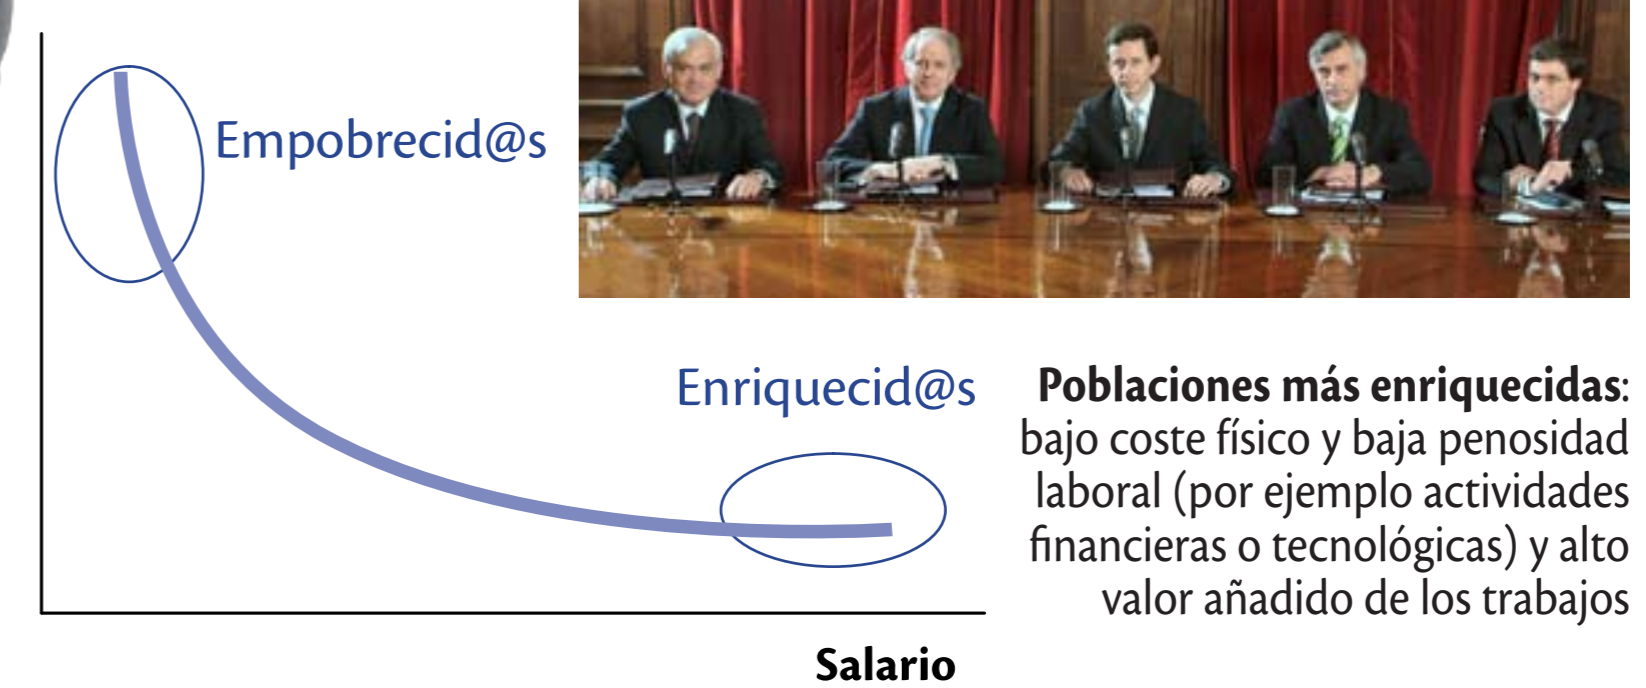 Empobrecid@s
Enriquecid@s
Poblaciones más enriquecidas:
bajo coste físico y baja penosidad
laboral (por ejemplo actividades
financieras o tecnológicas) y alto
valor añadido de los trabajos
Salario